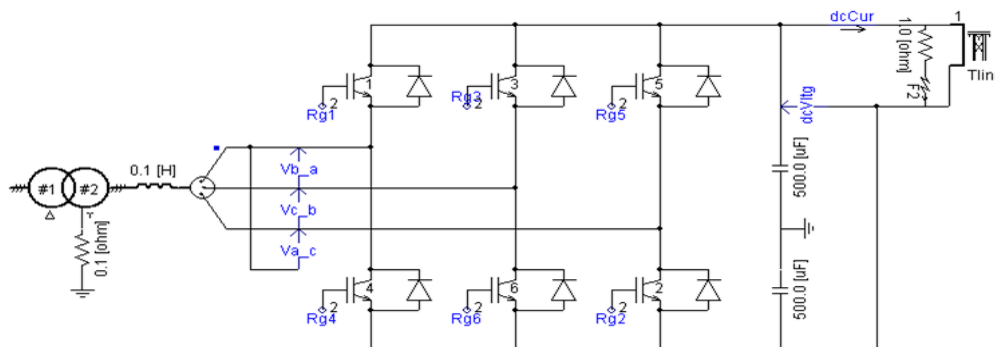 dcCur
1
1.0 [ohm]
F2
Tlin
1
3
5
2
2
2
Rg1
Rg3
Rg5
dcVltg
0.1 [H]
#1
#2
Vb_a
Vc_b
Va_c
500.0 [uF]
0.1 [ohm]
4
6
2
2
2
2
Rg4
Rg6
Rg2
500.0 [uF]